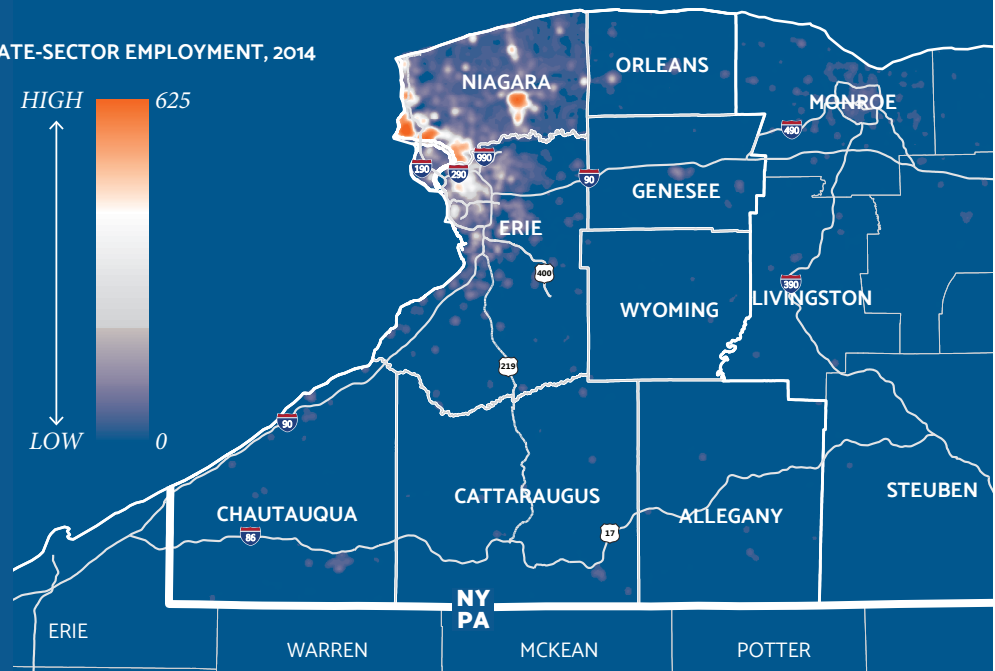 ATE-SECTOR EMPLOYMENT, 2014
HIGH
625
LOW
0
NIAGARA
ORLEANS
MONROE
490
990
190
290
90
GENESEE
ERIE
400
WYOMING
390
LIVINGSTON
219
90
CATTARAUGUS
STEUBEN
CHAUTAUQUA
ALLEGANY
17
86
NY
PA
ERIE
WARREN
MCKEAN
POTTER